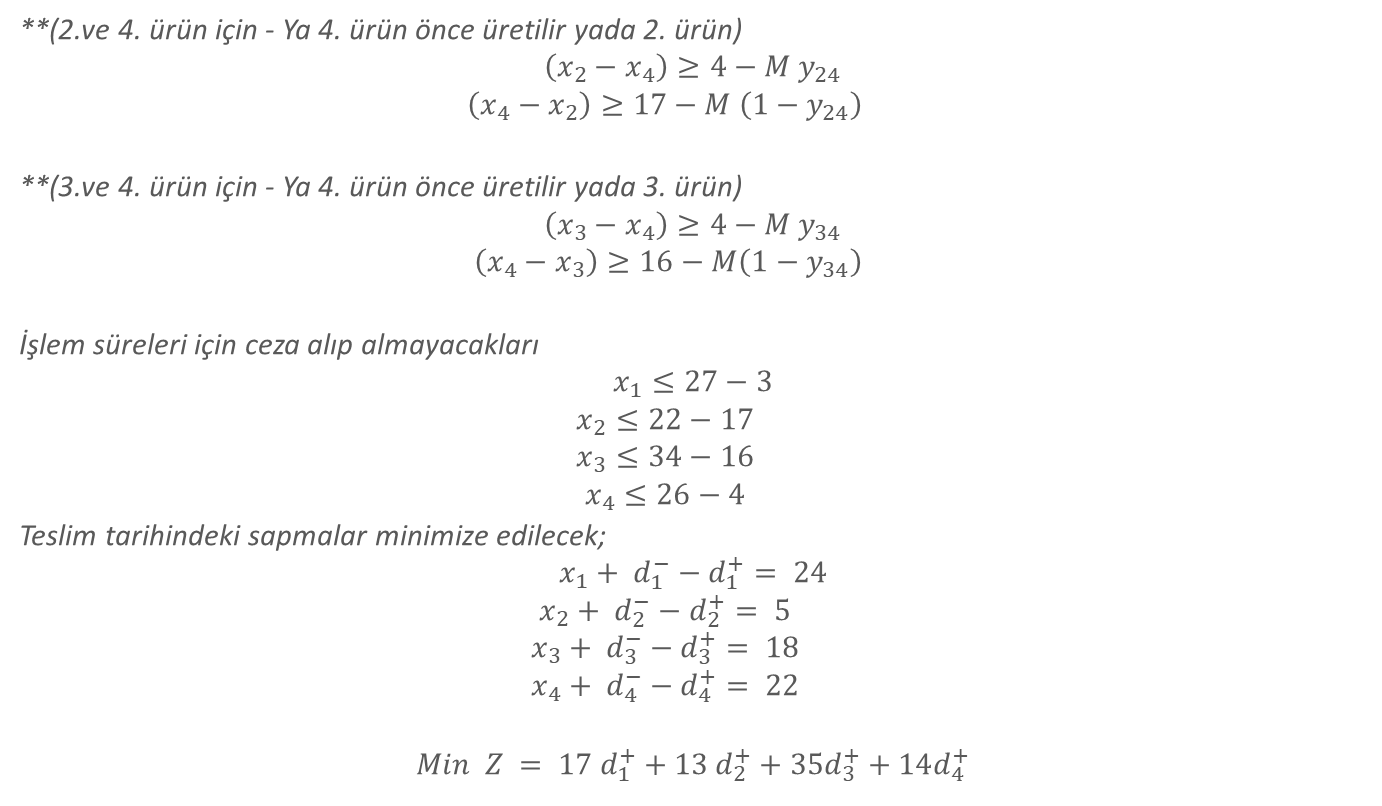 **(2.ve 4. ürün için - Ya 4. ürün önce üretilir yada 2. ürün)
(x₂ − x₄) ≥ 4 − M y₂₄
(x₄ − x₂) ≥ 17 − M (1 − y₂₄)
**(3.ve 4. ürün için - Ya 4. ürün önce üretilir yada 3. ürün)
(x₃ − x₄) ≥ 4 − M y₃₄
(x₄ − x₃) ≥ 16 − M(1 − y₃₄)
İşlem süreleri için ceza alıp almayacakları
x₁ ≤ 27 − 3
x₂ ≤ 22 − 17
x₃ ≤ 34 − 16
x₄ ≤ 26 − 4
Teslim tarihindeki sapmalar minimize edilecek;
x₁ + d₁⁻ − d₁⁺ = 24
x₂ + d₂⁻ − d₂⁺ = 5
x₃ + d₃⁻ − d₃⁺ = 18
x₄ + d₄⁻ − d₄⁺ = 22
Min Z = 17 d₁⁺ + 13 d₂⁺ + 35d₃⁺ + 14d₄⁺